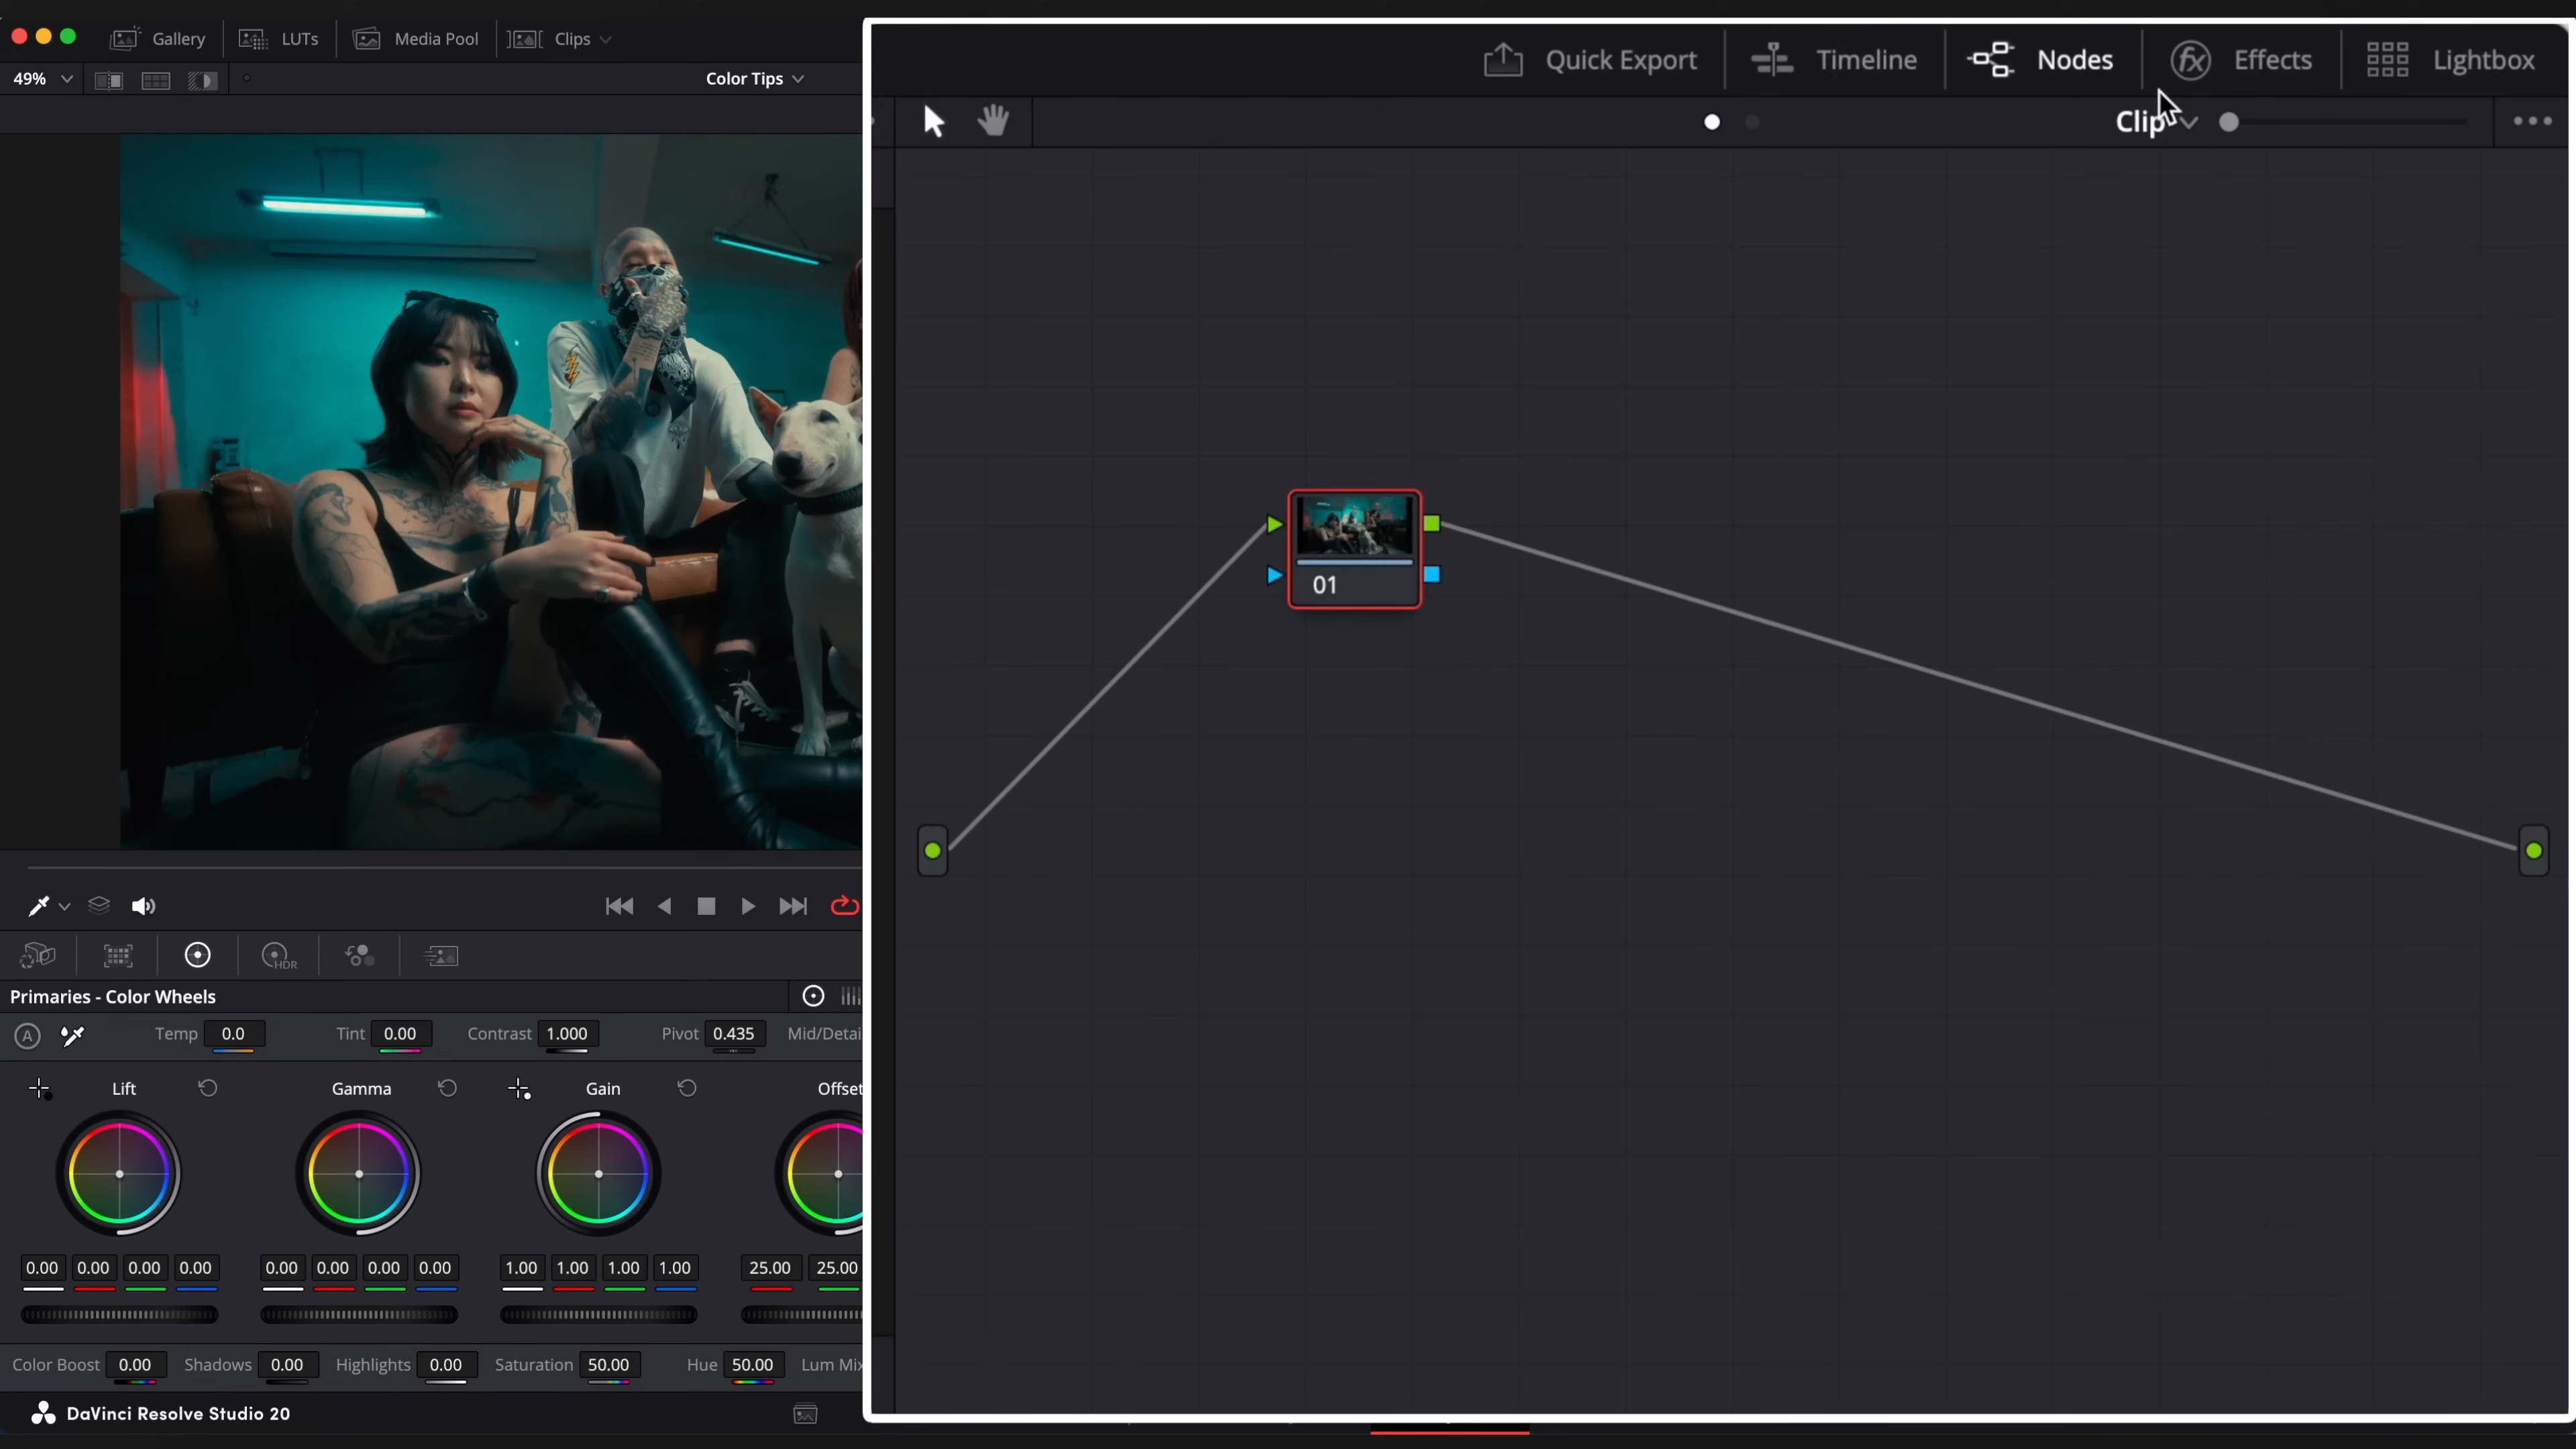 Gallery
LUTs
Media Pool
Clips
Quick Export
Timeline
Nodes
Effects
Lightbox
49%
Color Tips
Clip
01
Primaries - Color Wheels
Temp 0.0
Tint 0.00
Contrast 1.000
Pivot 0.435
Mid/Detai
Lift
Gamma
Gain
Offset
0.00 0.00 0.00 0.00
0.00 0.00 0.00 0.00
1.00 1.00 1.00 1.00
25.00 25.00
Color Boost 0.00
Shadows 0.00
Highlights 0.00
Saturation 50.00
Hue 50.00
Lum Mix
HDR
A
DaVinci Resolve Studio 20